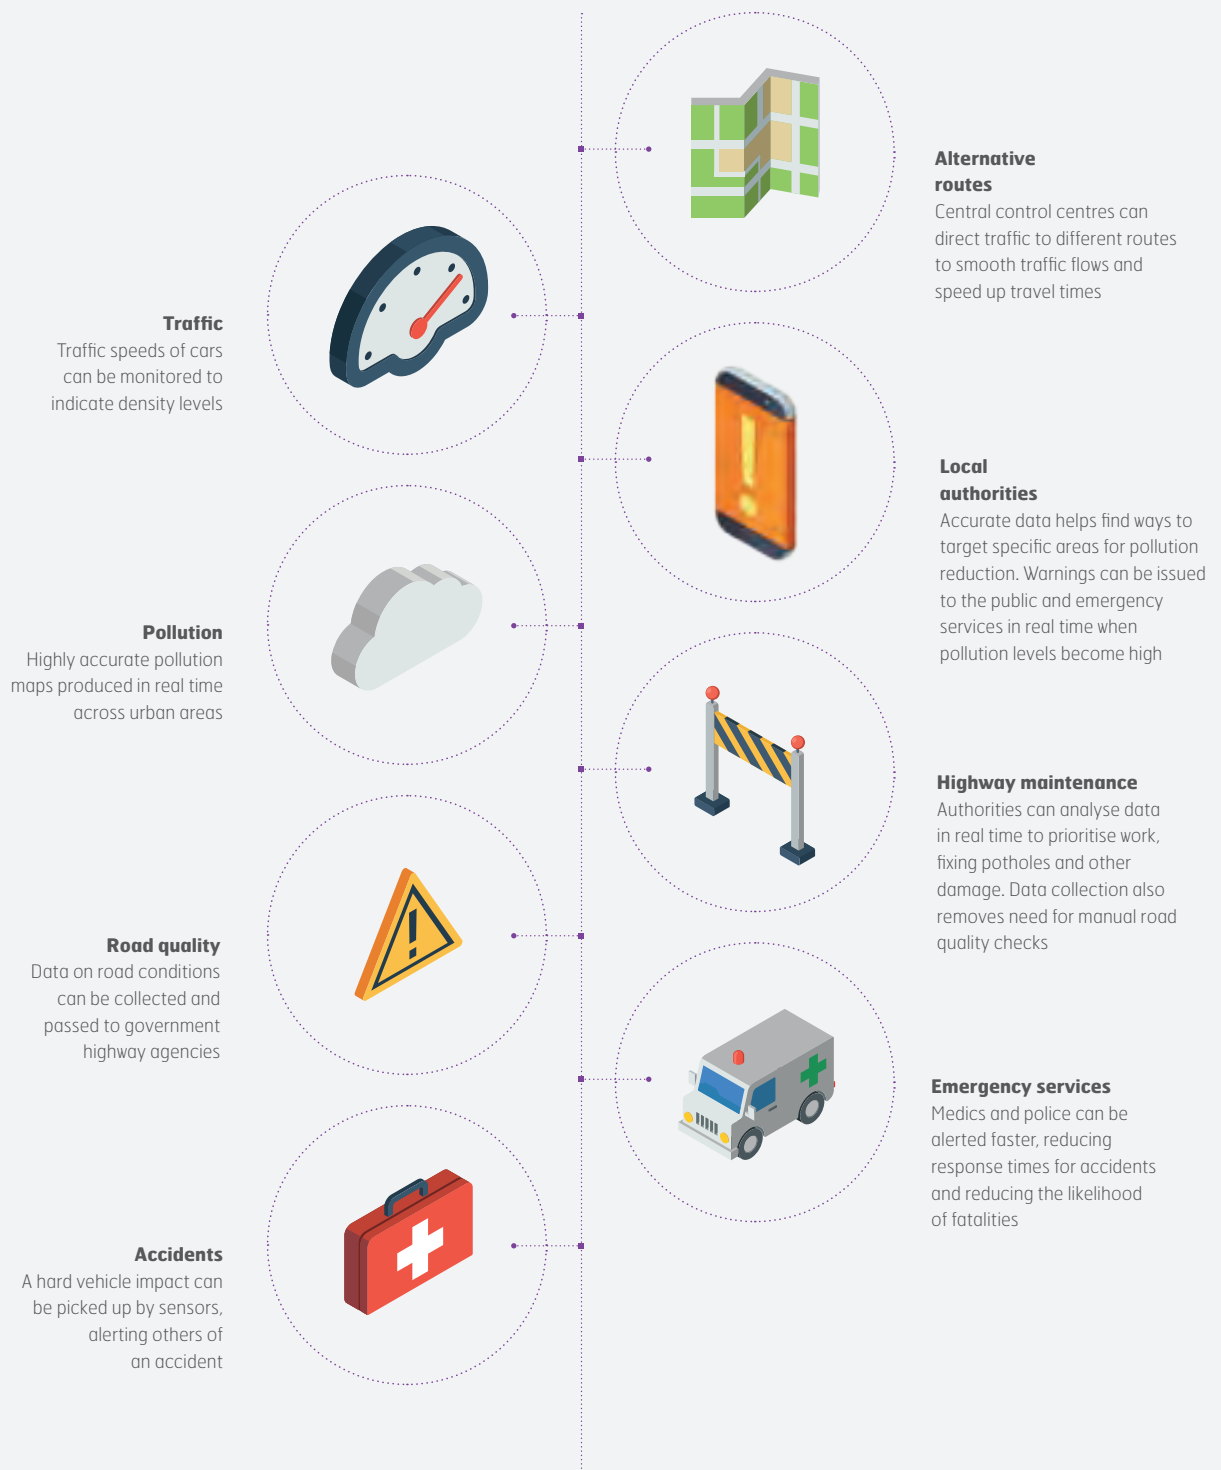 Alternative
routes
Central control centres can
direct traffic to different routes
to smooth traffic flows and
speed up travel times
Traffic
Traffic speeds of cars
can be monitored to
indicate density levels
Local
authorities
Accurate data helps find ways to
target specific areas for pollution
reduction. Warnings can be issued
to the public and emergency
services in real time when
pollution levels become high
Pollution
Highly accurate pollution
maps produced in real time
across urban areas
Highway maintenance
Authorities can analyse data
in real time to prioritise work,
fixing potholes and other
damage. Data collection also
removes need for manual road
quality checks
Road quality
Data on road conditions
can be collected and
passed to government
highway agencies
Emergency services
Medics and police can be
alerted faster, reducing
response times for accidents
and reducing the likelihood
of fatalities
Accidents
A hard vehicle impact can
be picked up by sensors,
alerting others of
an accident